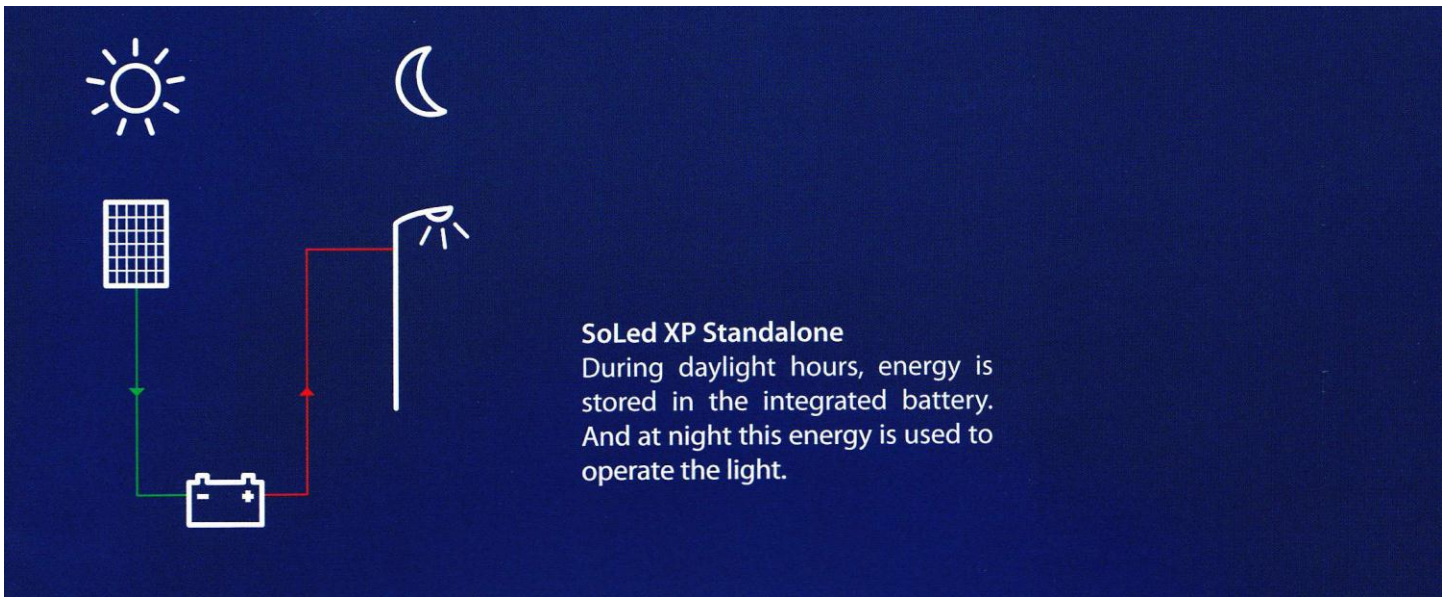 SoLed XP Standalone
During daylight hours, energy is
stored in the integrated battery.
And at night this energy is used to
operate the light.